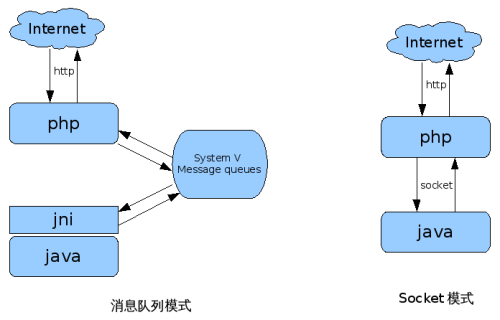 Internet
http
php
System V
Message queues
jni
java
消息队列模式
Internet
http
php
socket
java
Socket 模式